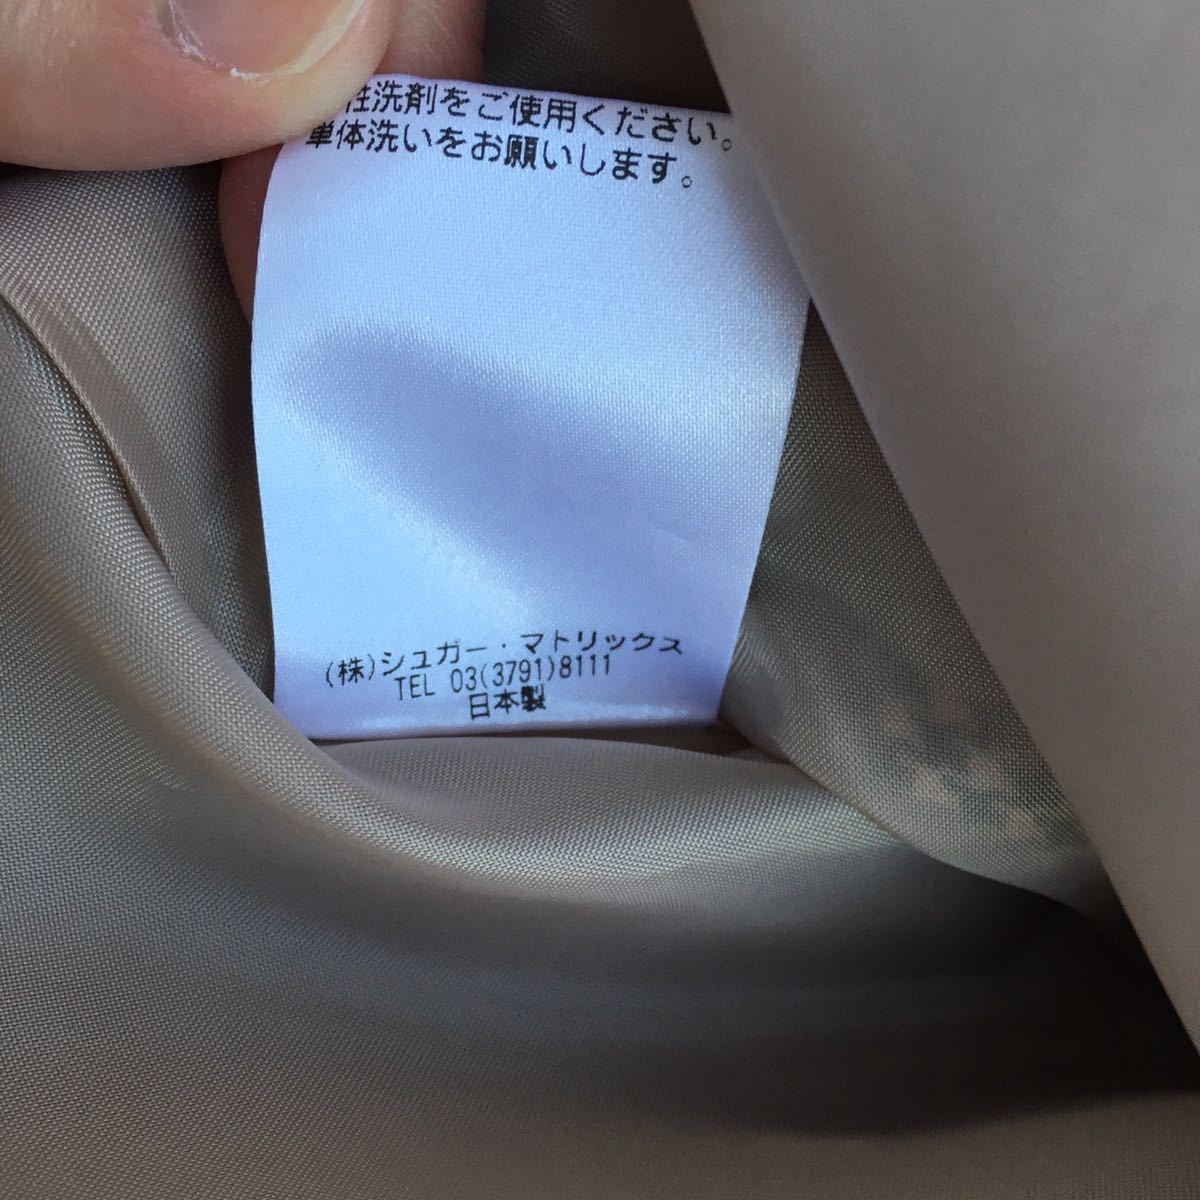 性洗剤をご使用ください。
単体洗いをお願いします。
(株)シュガー・マトリックス
TEL 03(3791)8111
日本製